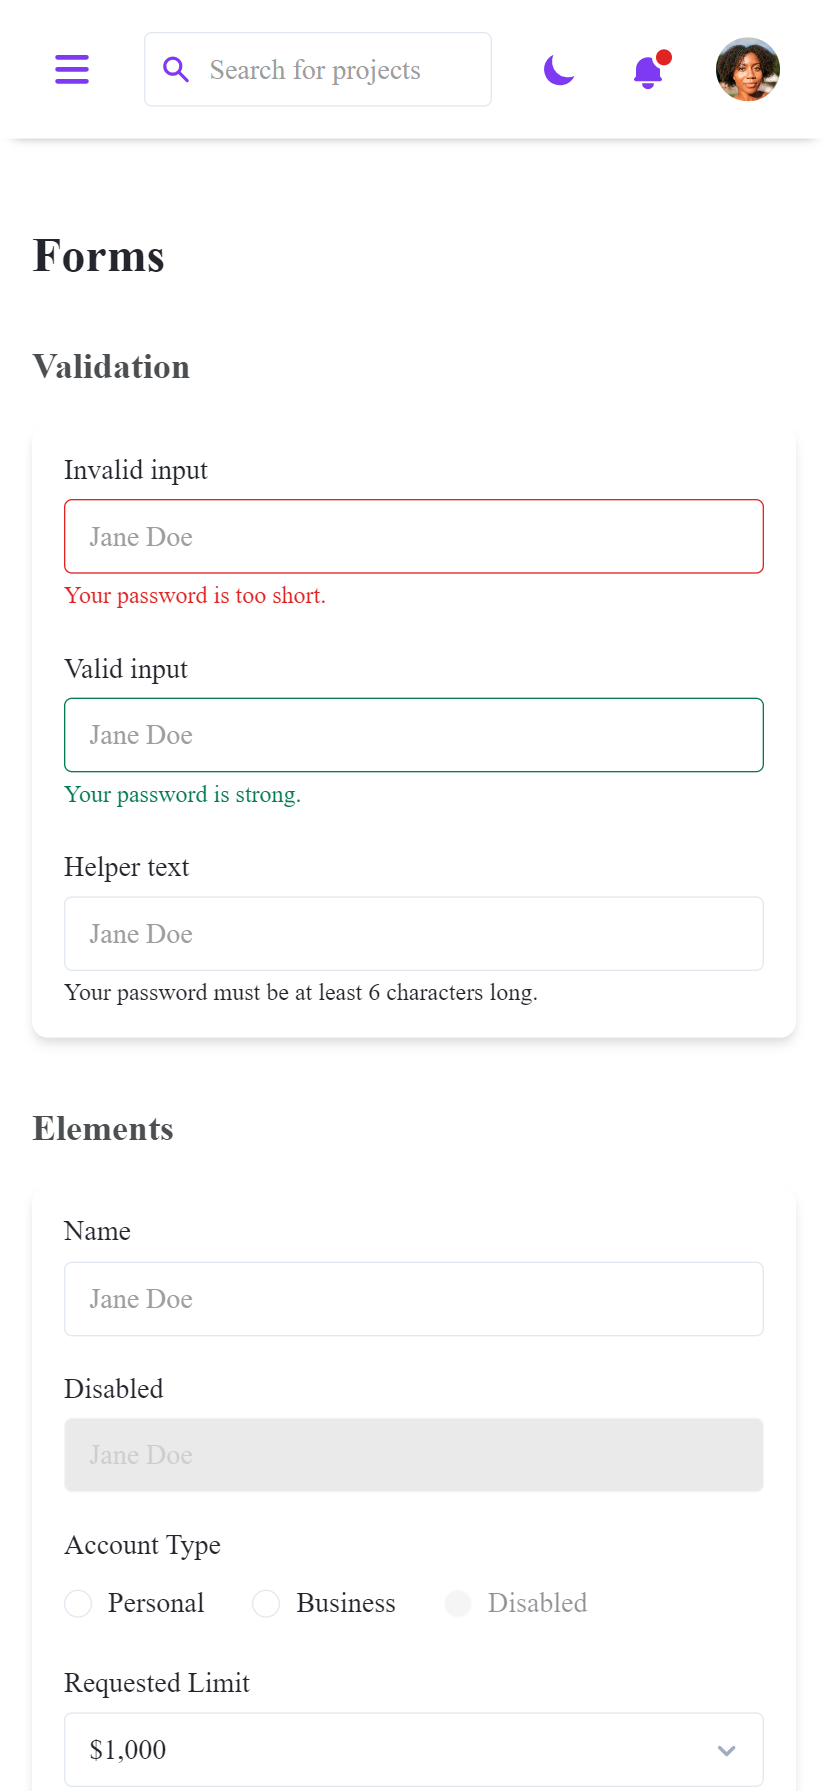 Search for projects
Forms
Validation
Invalid input
Jane Doe
Your password is too short.
Valid input
Jane Doe
Your password is strong.
Helper text
Jane Doe
Your password must be at least 6 characters long.
Elements
Name
Jane Doe
Disabled
Jane Doe
Account Type
Personal Business Disabled
Requested Limit
$1,000